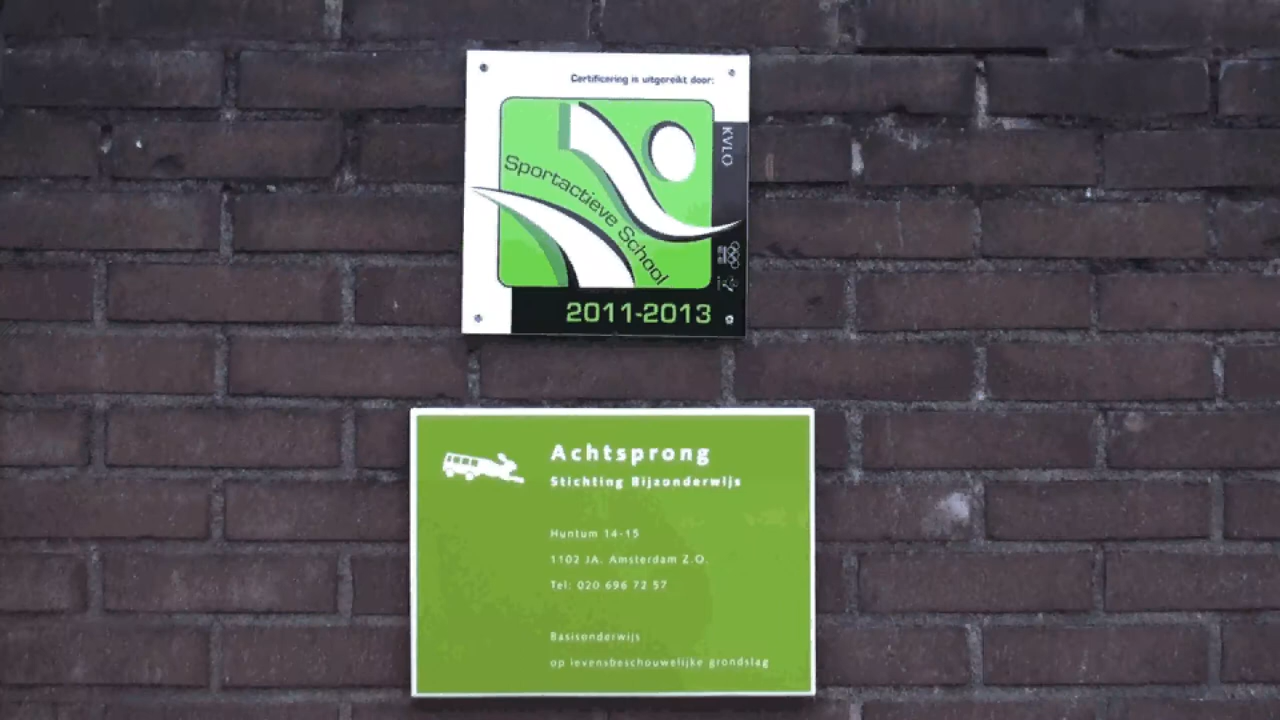 Certificering is uitgereikt door:
KVLO
Sportactieve School
2011-2013
Achtsprong
Stichting Bijzonderwijs
Huntum 14-15
1102 JA. Amsterdam Z.O.
Tel: 020 696 72 57
Basisonderwijs
op levensbeschouwelijke grondslag